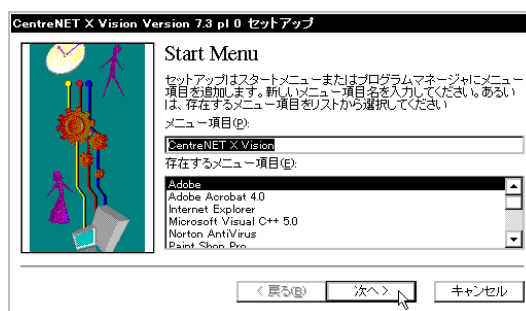 CentreNET X Vision Version 7.3 pl 0 セットアップ
Start Menu
セットアップはスタートメニューまたはプログラムマネージャにメニュー
項目を追加します。新しいメニュー項目名を入力してください。あるい
は、存在するメニュー項目をリストから選択してください
メニュー項目(P):
CentreNET X Vision
存在するメニュー項目(E):
Adobe
Adobe Acrobat 4.0
Internet Explorer
Microsoft Visual C++ 5.0
Norton AntiVirus
Paint Shop Pro
< 戻る(B) 次へ > キャンセル